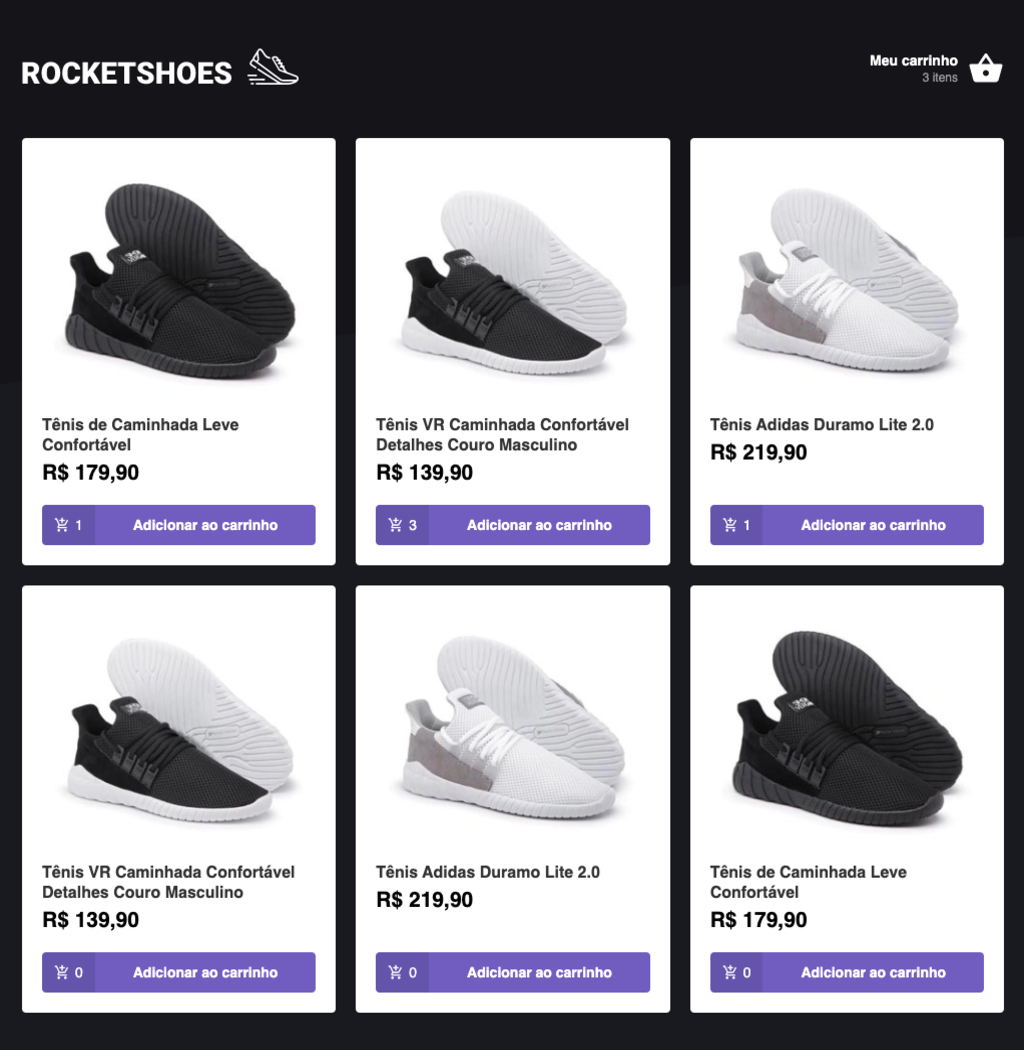 ROCKETSHOES
Meu carrinho
3 itens
Tênis de Caminhada Leve
Confortável
R$ 179,90
1 Adicionar ao carrinho
Tênis VR Caminhada Confortável
Detalhes Couro Masculino
R$ 139,90
3 Adicionar ao carrinho
Tênis Adidas Duramo Lite 2.0
R$ 219,90
1 Adicionar ao carrinho
Tênis VR Caminhada Confortável
Detalhes Couro Masculino
R$ 139,90
0 Adicionar ao carrinho
Tênis Adidas Duramo Lite 2.0
R$ 219,90
0 Adicionar ao carrinho
Tênis de Caminhada Leve
Confortável
R$ 179,90
0 Adicionar ao carrinho